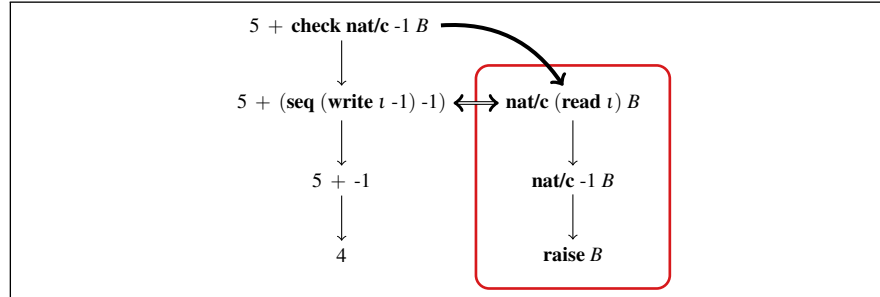 5 + check nat/c -1 B
5 + (seq (write ι -1) -1) nat/c (read ι) B
5 + -1 nat/c -1 B
4 raise B